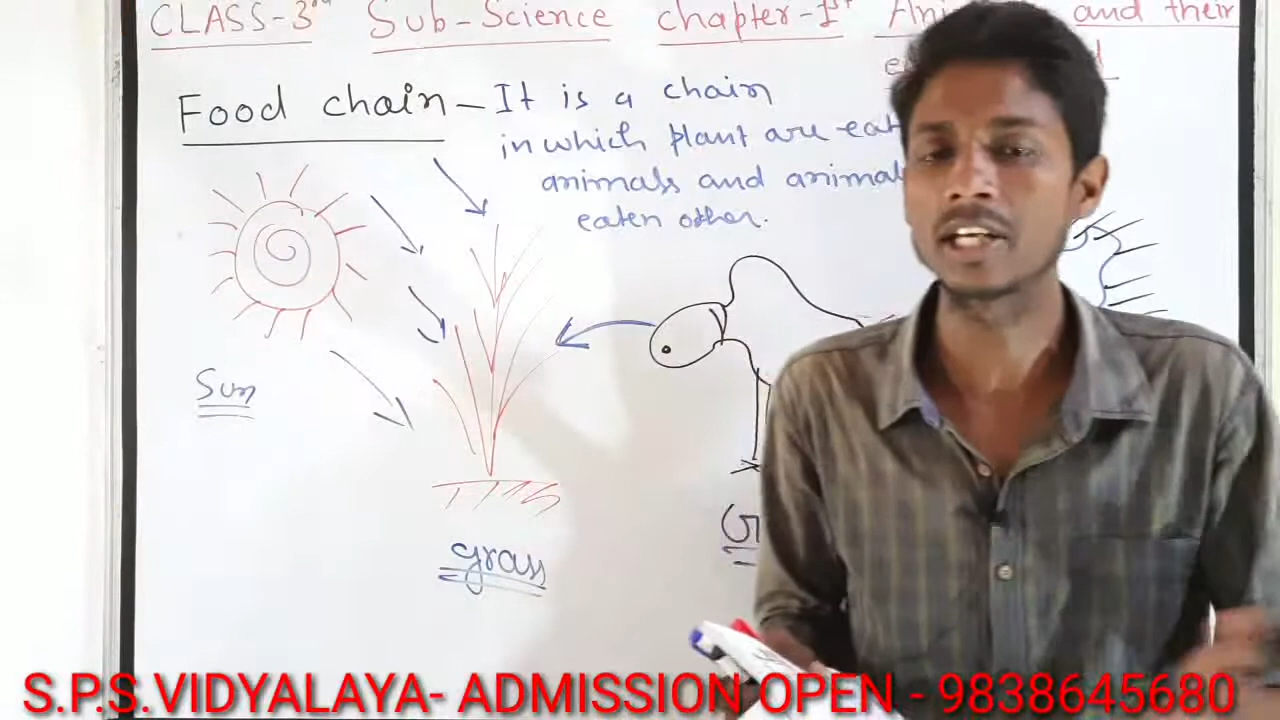 CLASS-3rd Sub-Science chapter-1st and their
Food chain - It is a chain
in which plant are eat
animals and animal
eaten other.
Sun
grass
S.P.S.VIDYALAYA- ADMISSION OPEN - 9838645680